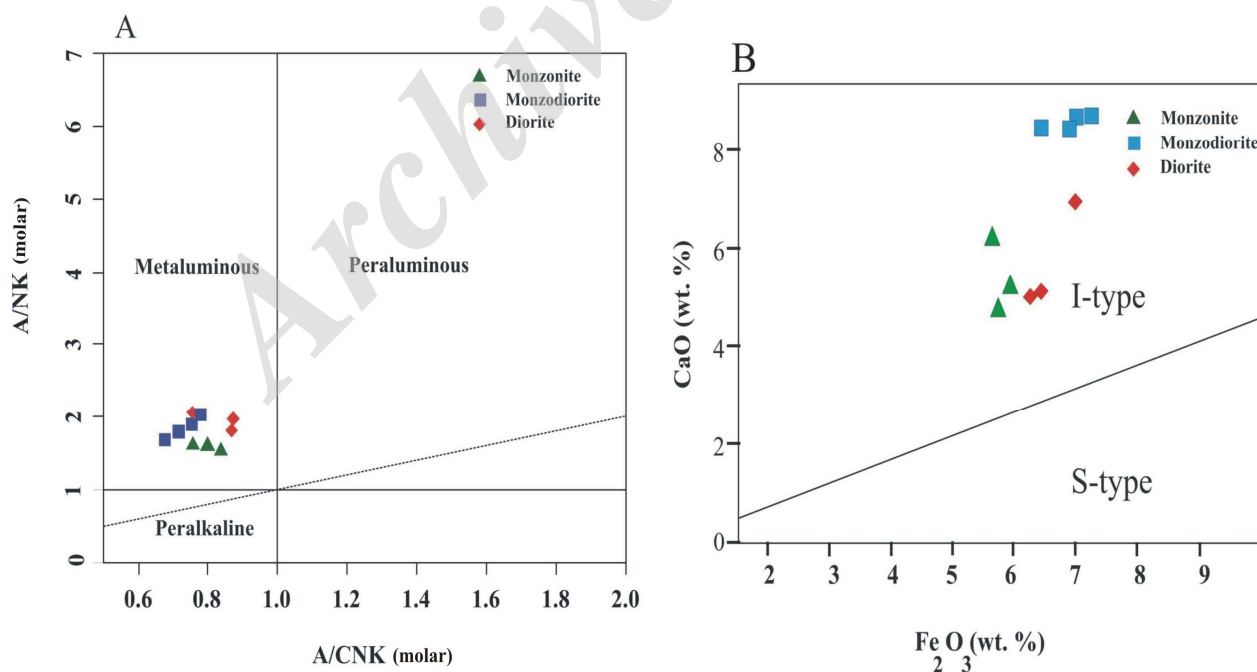 A
7
6
5
4
3
2
1
0
A/NK (molar)
Monzonite
Monzodiorite
Diorite
Metaluminous
Peraluminous
Peralkaline
0.6 0.8 1.0 1.2 1.4 1.6 1.8 2.0
A/CNK (molar)
Archive
B
8
6
4
2
0
CaO (wt. %)
Monzonite
Monzodiorite
Diorite
I-type
S-type
2 3 4 5 6 7 8 9
Fe O (wt. %)
2 3